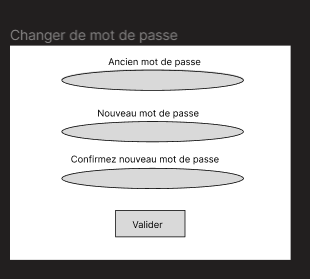 Changer de mot de passe
Ancien mot de passe
Nouveau mot de passe
Confirmez nouveau mot de passe
Valider